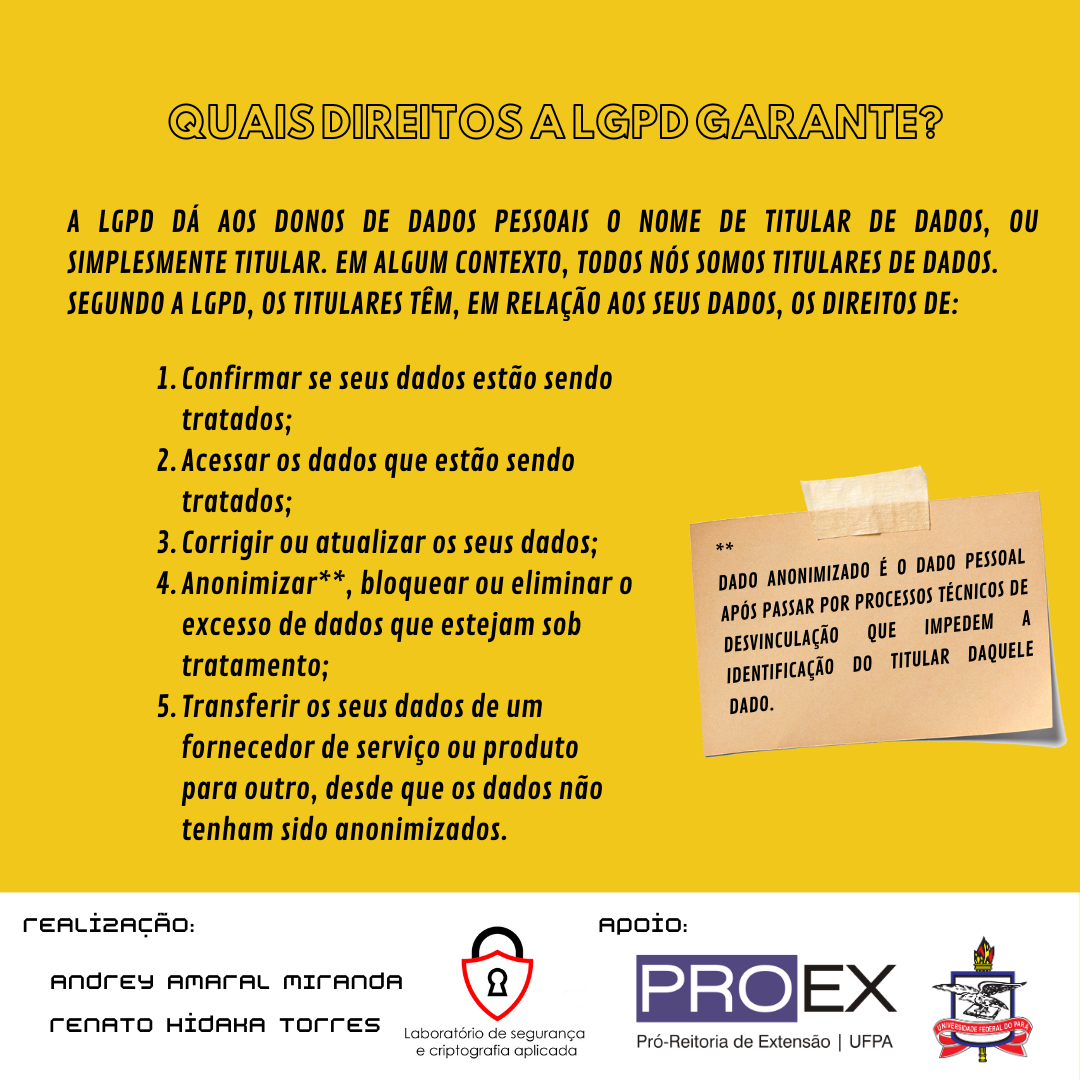 QUAIS DIREITOS A LGPD GARANTE?
A LGPD DÁ AOS DONOS DE DADOS PESSOAIS O NOME DE TITULAR DE DADOS, OU
SIMPLESMENTE TITULAR. EM ALGUM CONTEXTO, TODOS NÓS SOMOS TITULARES DE DADOS.
SEGUNDO A LGPD, OS TITULARES TÊM, EM RELAÇÃO AOS SEUS DADOS, OS DIREITOS DE:
1. Confirmar se seus dados estão sendo
tratados;
2. Acessar os dados que estão sendo
tratados;
3. Corrigir ou atualizar os seus dados;
4. Anonimizar**, bloquear ou eliminar o
excesso de dados que estejam sob
tratamento;
5. Transferir os seus dados de um
fornecedor de serviço ou produto
para outro, desde que os dados não
tenham sido anonimizados.
**
DADO ANONIMIZADO É O DADO PESSOAL
APÓS PASSAR POR PROCESSOS TÉCNICOS DE
DESVINCULAÇÃO QUE IMPEDEM A
IDENTIFICAÇÃO DO TITULAR DAQUELE
DADO.
REALIZAÇÃO:
ANDREY AMARAL MIRANDA
RENATO HIDAKA TORRES
Laboratório de segurança
e criptografia aplicada
APOIO:
PROEX
Pró-Reitoria de Extensão | UFPA
UNIVERSIDADE FEDERAL DO PARÁ